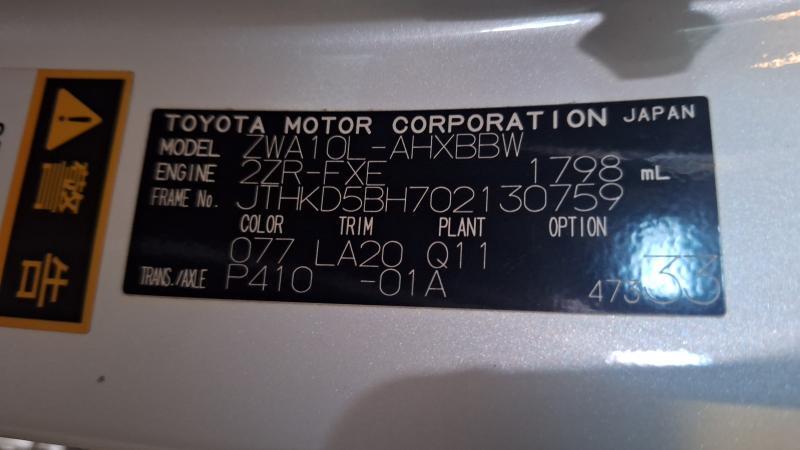 TOYOTA MOTOR CORPORATION JAPAN
MODEL ZWA10L-AHXBBW
ENGINE 2ZR-FXE 1798 mL
FRAME No. JTHKD5BH702130759
COLOR TRIM PLANT OPTION
077 LA20 Q11
TRANS./AXLE P410 -01A
473 33
警告